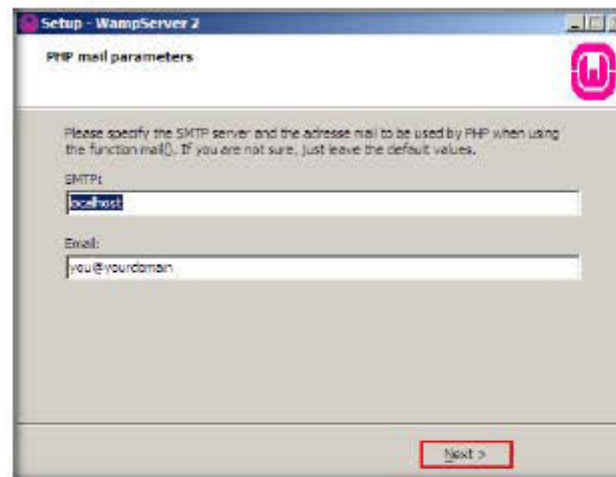 Setup - WampServer 2
PHP mail parameters
Please specify the SMTP server and the adresse mail to be used by PHP when using
the function mail(). If you are not sure, just leave the default values.
SMTP:
localhost
Email:
you@yourdomain
Next >